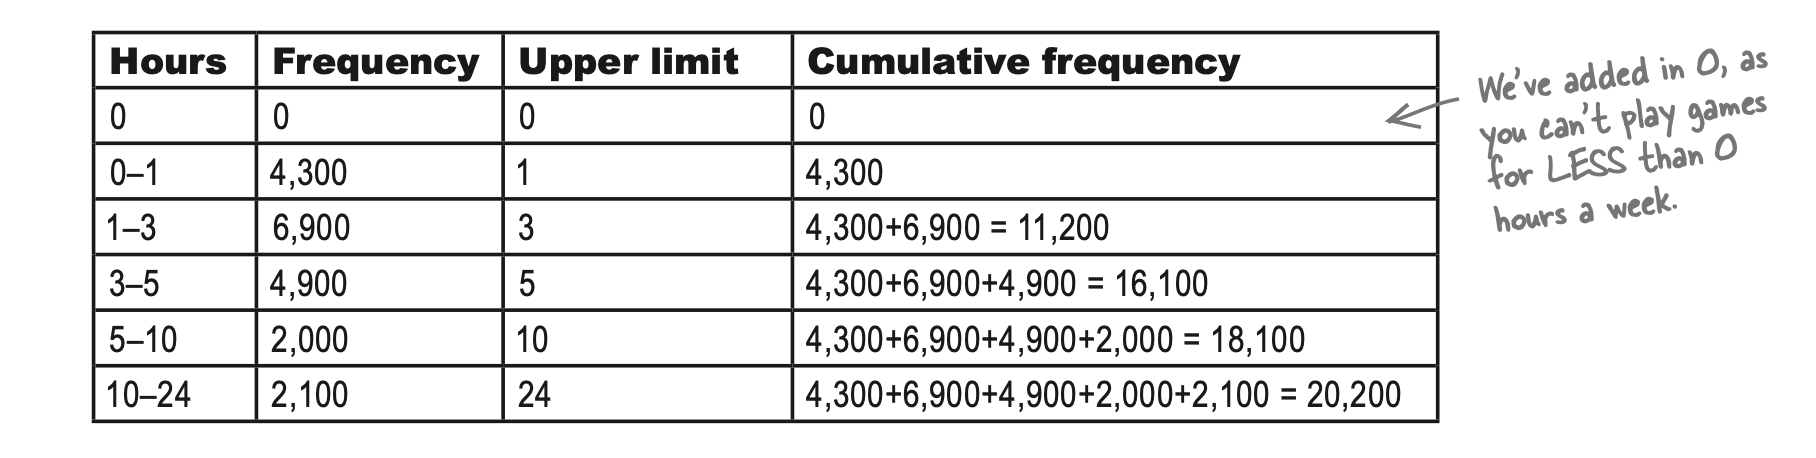 Hours Frequency Upper limit Cumulative frequency
0 0 0 0
0–1 4,300 1 4,300
1–3 6,900 3 4,300+6,900 = 11,200
3–5 4,900 5 4,300+6,900+4,900 = 16,100
5–10 2,000 10 4,300+6,900+4,900+2,000 = 18,100
10–24 2,100 24 4,300+6,900+4,900+2,000+2,100 = 20,200
We've added in 0, as
you can't play games
for LESS than 0
hours a week.